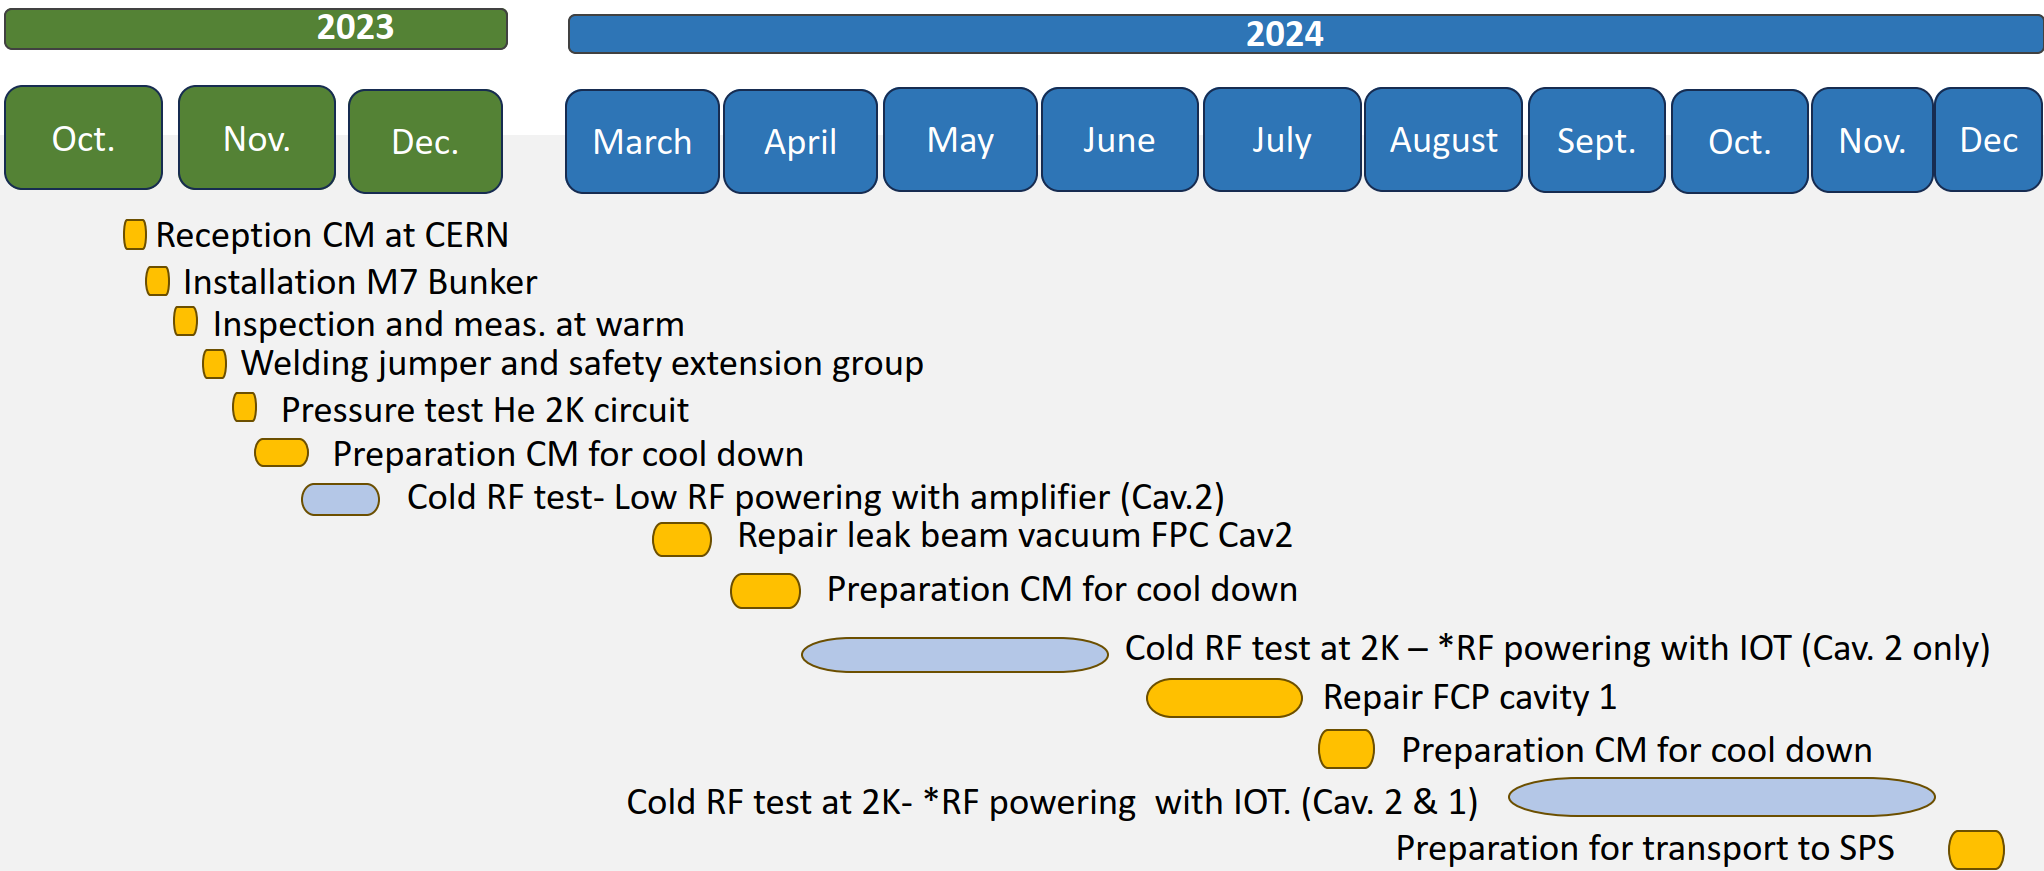 2023
2024
Oct.
Nov.
Dec.
March
April
May
June
July
August
Sept.
Oct.
Nov.
Dec
Reception CM at CERN
Installation M7 Bunker
Inspection and meas. at warm
Welding jumper and safety extension group
Pressure test He 2K circuit
Preparation CM for cool down
Cold RF test- Low RF powering with amplifier (Cav.2)
Repair leak beam vacuum FPC Cav2
Preparation CM for cool down
Cold RF test at 2K – *RF powering with IOT (Cav. 2 only)
Repair FCP cavity 1
Preparation CM for cool down
Cold RF test at 2K- *RF powering  with IOT. (Cav. 2 & 1)
Preparation for transport to SPS